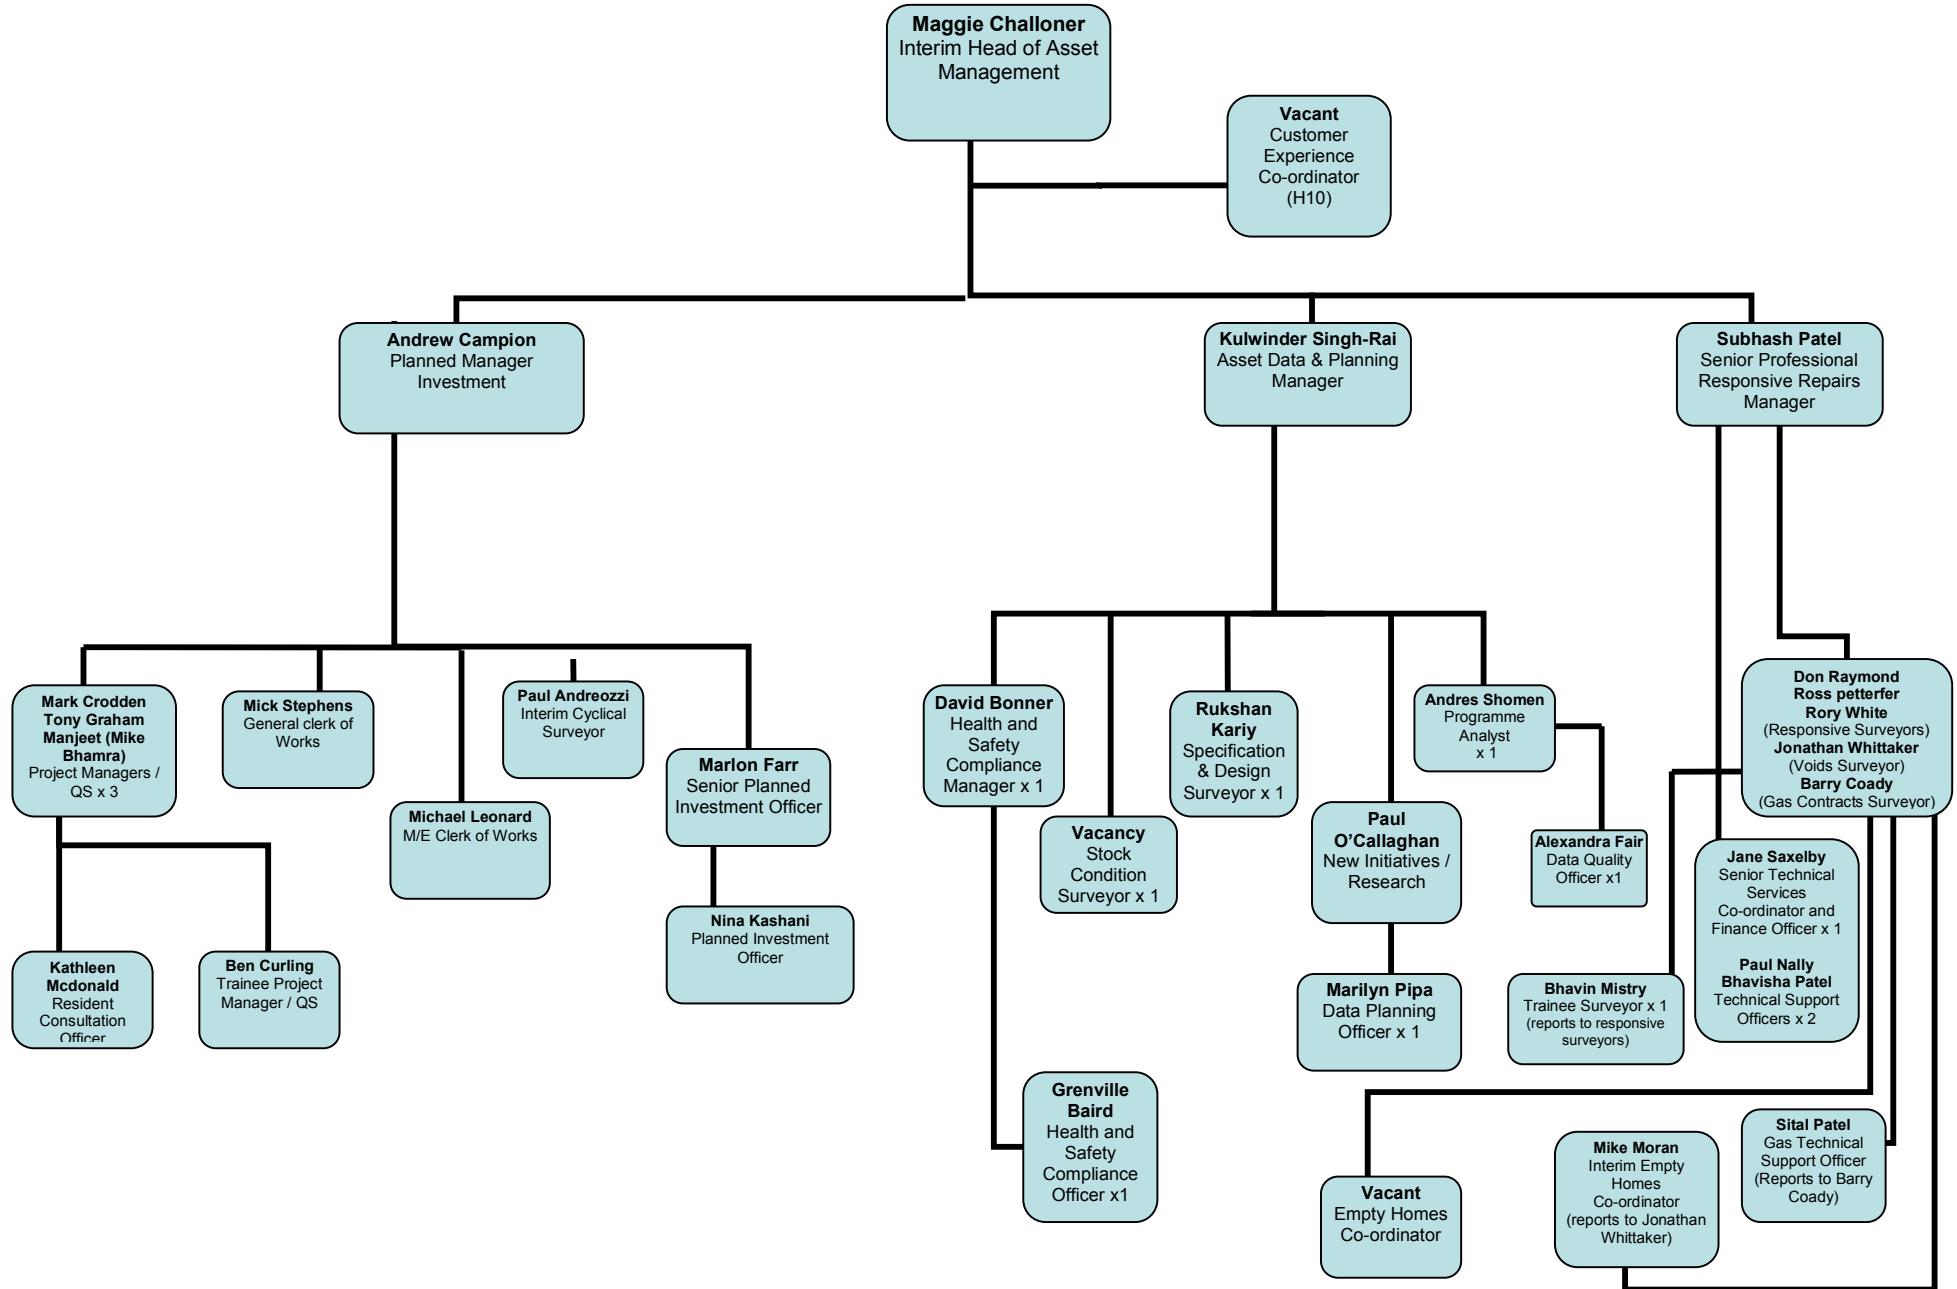 Maggie Challoner
Interim Head of Asset
Management
Vacant
Customer
Experience
Co-ordinator
(H10)
Andrew Campion
Planned Manager
Investment
Kulwinder Singh-Rai
Asset Data & Planning
Manager
Subhash Patel
Senior Professional
Responsive Repairs
Manager
Mark Crodden
Tony Graham
Manjeet (Mike
Bhamra)
Project Managers /
QS x 3
Mick Stephens
General clerk of
Works
Michael Leonard
M/E Clerk of Works
Paul Andreozzi
Interim Cyclical
Surveyor
Marlon Farr
Senior Planned
Investment Officer
Nina Kashani
Planned Investment
Officer
Kathleen
Mcdonald
Resident
Consultation
Officer
Ben Curling
Trainee Project
Manager / QS
David Bonner
Health and
Safety
Compliance
Manager x 1
Vacancy
Stock
Condition
Surveyor x 1
Rukshan
Kariy
Specification
& Design
Surveyor x 1
Paul
O'Callaghan
New Initiatives /
Research
Andres Shomen
Programme
Analyst
x 1
Alexandra Fair
Data Quality
Officer x1
Marilyn Pipa
Data Planning
Officer x 1
Grenville
Baird
Health and
Safety
Compliance
Officer x1
Don Raymond
Ross petterfer
Rory White
(Responsive Surveyors)
Jonathan Whittaker
(Voids Surveyor)
Barry Coady
(Gas Contracts Surveyor)
Jane Saxelby
Senior Technical
Services
Co-ordinator and
Finance Officer x 1
Paul Nally
Bhavisha Patel
Technical Support
Officers x 2
Bhavin Mistry
Trainee Surveyor x 1
(reports to responsive
surveyors)
Vacant
Empty Homes
Co-ordinator
Mike Moran
Interim Empty
Homes
Co-ordinator
(reports to Jonathan
Whittaker)
Sital Patel
Gas Technical
Support Officer
(Reports to Barry
Coady)